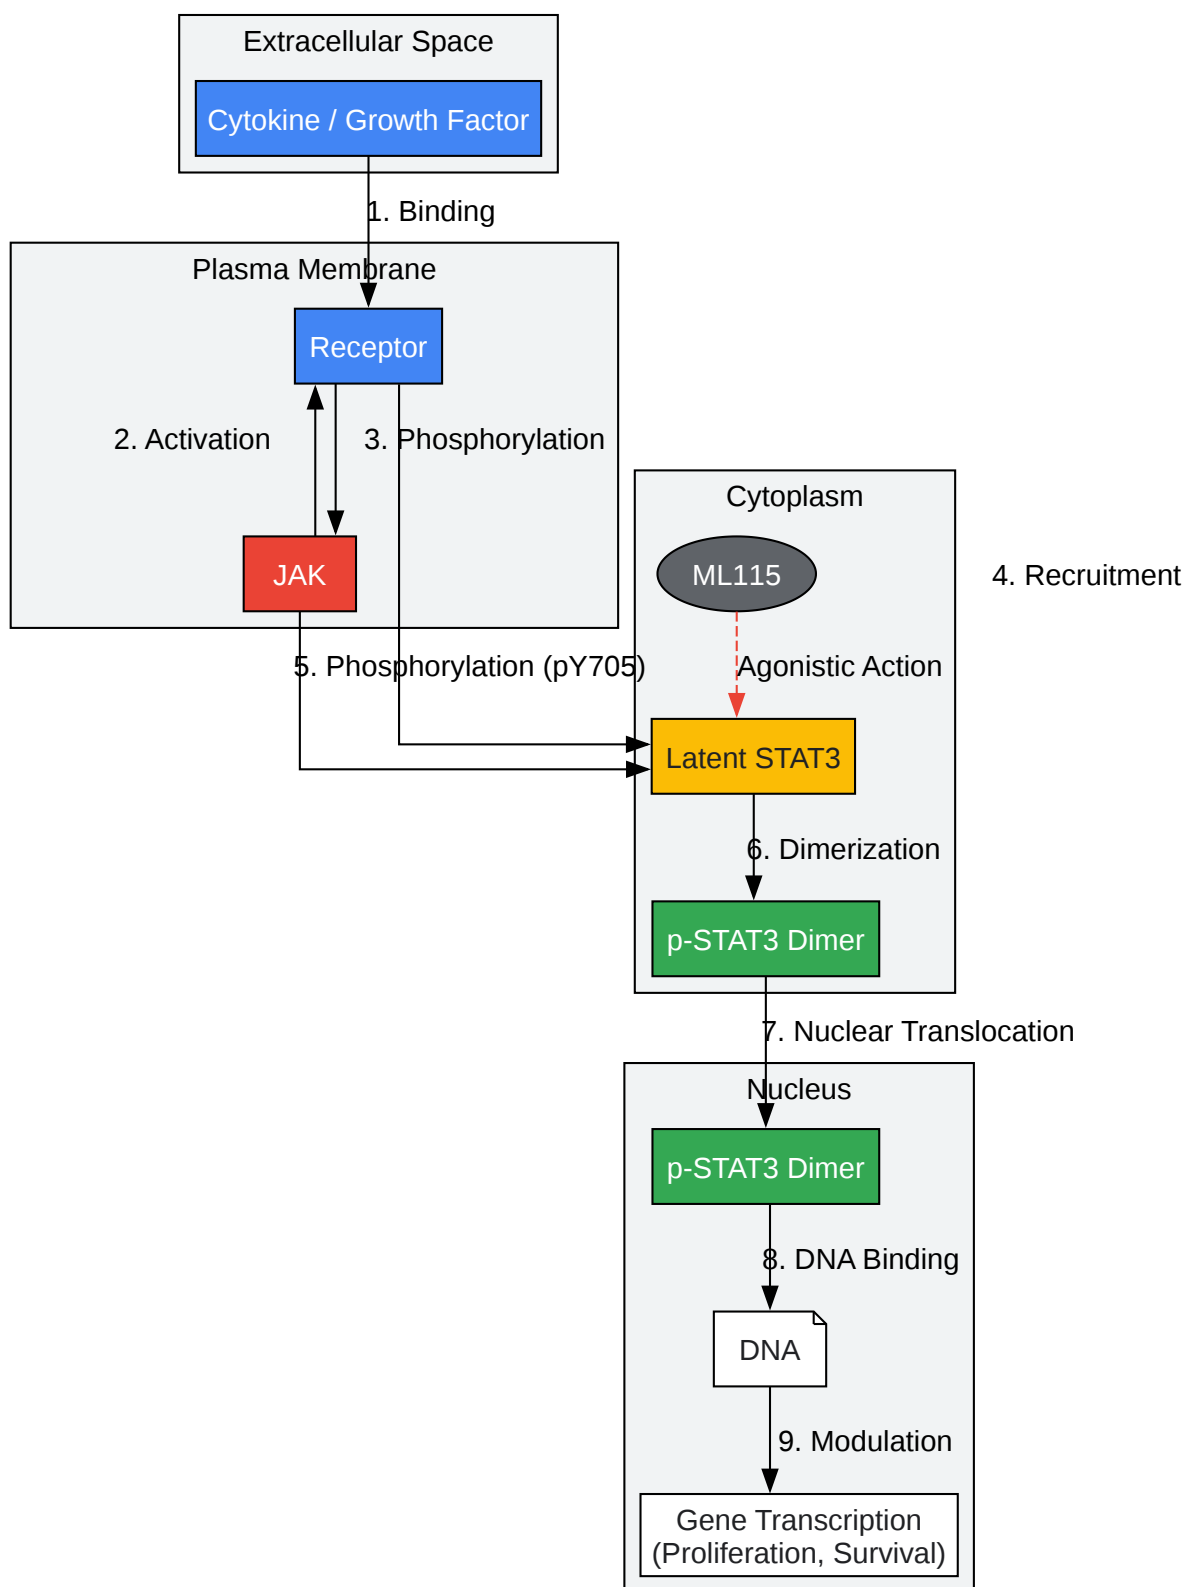 Extracellular Space
Cytokine / Growth Factor
1. Binding
Plasma Membrane
Receptor
2. Activation
3. Phosphorylation
Cytoplasm
JAK
ML115
4. Recruitment
5. Phosphorylation (pY705)
Agonistic Action
Latent STAT3
6. Dimerization
p-STAT3 Dimer
7. Nuclear Translocation
Nucleus
p-STAT3 Dimer
8. DNA Binding
DNA
9. Modulation
Gene Transcription
(Proliferation, Survival)